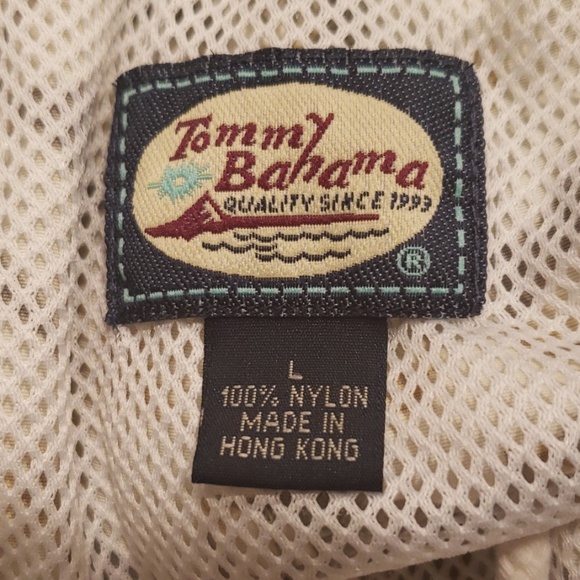 Tommy
Bahama
QUALITY SINCE 1993
®
L
100% NYLON
MADE IN
HONG KONG